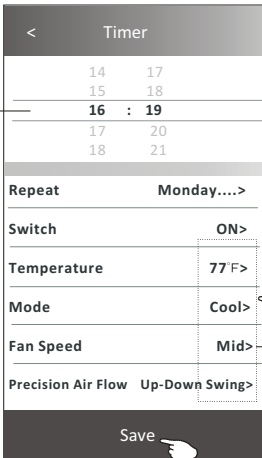 < Timer
14 17
15 18
16 : 19
17 20
18 21
Repeat Monday....>
Switch ON>
Temperature 77°F>
Mode Cool>
Fan Speed Mid>
Precision Air Flow Up-Down Swing>
Save